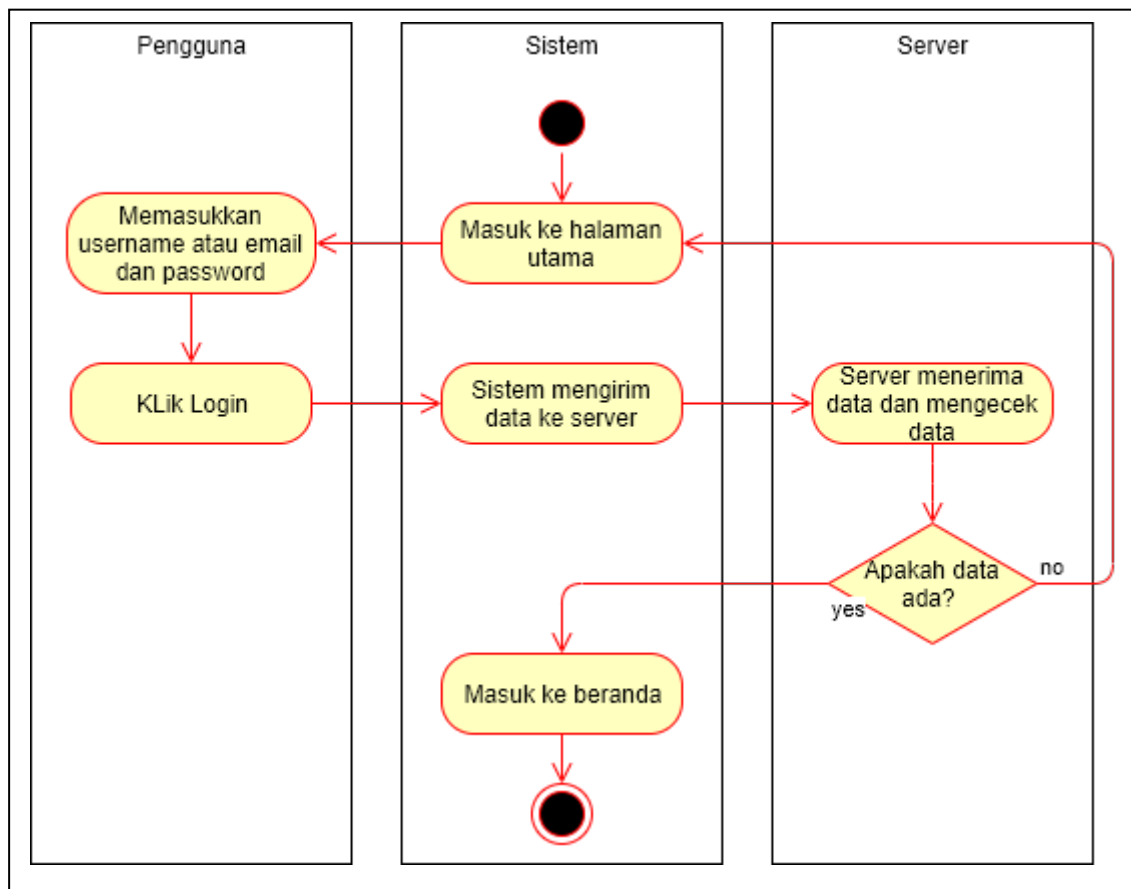 Pengguna
Sistem
Server
Masuk ke halaman
utama
Memasukkan
username atau email
dan password
KLik Login
Sistem mengirim
data ke server
Server menerima
data dan mengecek
data
Apakah data
ada?
no
yes
Masuk ke beranda